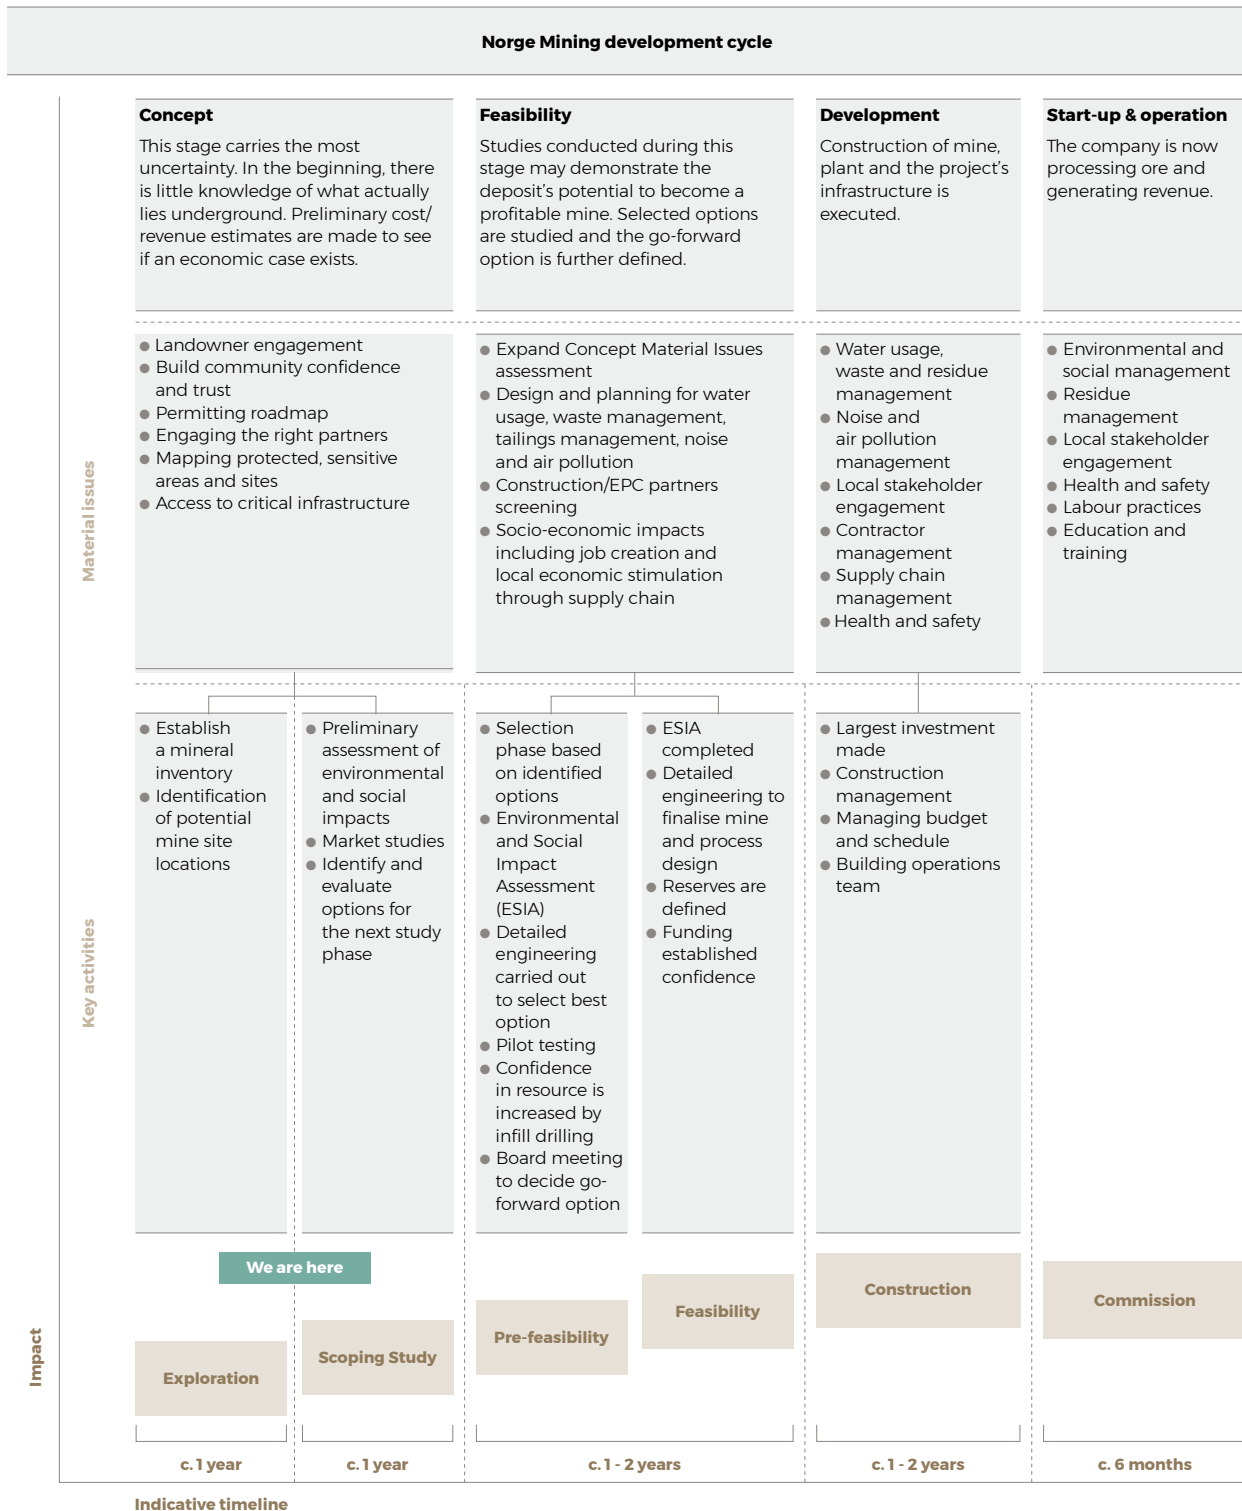 Norge Mining development cycle
Concept
This stage carries the most
uncertainty. In the beginning, there
is little knowledge of what actually
lies underground. Preliminary cost/
revenue estimates are made to see
if an economic case exists.
Feasibility
Studies conducted during this
stage may demonstrate the
deposit's potential to become a
profitable mine. Selected options
are studied and the go-forward
option is further defined.
Development
Construction of mine,
plant and the project's
infrastructure is
executed.
Start-up & operation
The company is now
processing ore and
generating revenue.
Material issues
● Landowner engagement
● Build community confidence
and trust
● Permitting roadmap
● Engaging the right partners
● Mapping protected, sensitive
areas and sites
● Access to critical infrastructure
● Expand Concept Material Issues
assessment
● Design and planning for water
usage, waste management,
tailings management, noise
and air pollution
● Construction/EPC partners
screening
● Socio-economic impacts
including job creation and
local economic stimulation
through supply chain
● Water usage,
waste and residue
management
● Noise and
air pollution
management
● Local stakeholder
engagement
● Contractor
management
● Supply chain
management
● Health and safety
● Environmental and
social management
● Residue
management
● Local stakeholder
engagement
● Health and safety
● Labour practices
● Education and
training
Key activities
● Establish
a mineral
inventory
● Identification
of potential
mine site
locations
● Preliminary
assessment of
environmental
and social
impacts
● Market studies
● Identify and
evaluate
options for
the next study
phase
● Selection
phase based
on identified
options
● Environmental
and Social
Impact
Assessment
(ESIA)
● Detailed
engineering
carried out
to select best
option
● Pilot testing
● Confidence
in resource is
increased by
infill drilling
● Board meeting
to decide go-
forward option
● ESIA
completed
● Detailed
engineering to
finalise mine
and process
design
● Reserves are
defined
● Funding
established
confidence
● Largest investment
made
● Construction
management
● Managing budget
and schedule
● Building operations
team
Impact
We are here
Exploration
Scoping Study
Pre-feasibility
Feasibility
Construction
Commission
c. 1 year
c. 1 year
c. 1 - 2 years
c. 1 - 2 years
c. 6 months
Indicative timeline